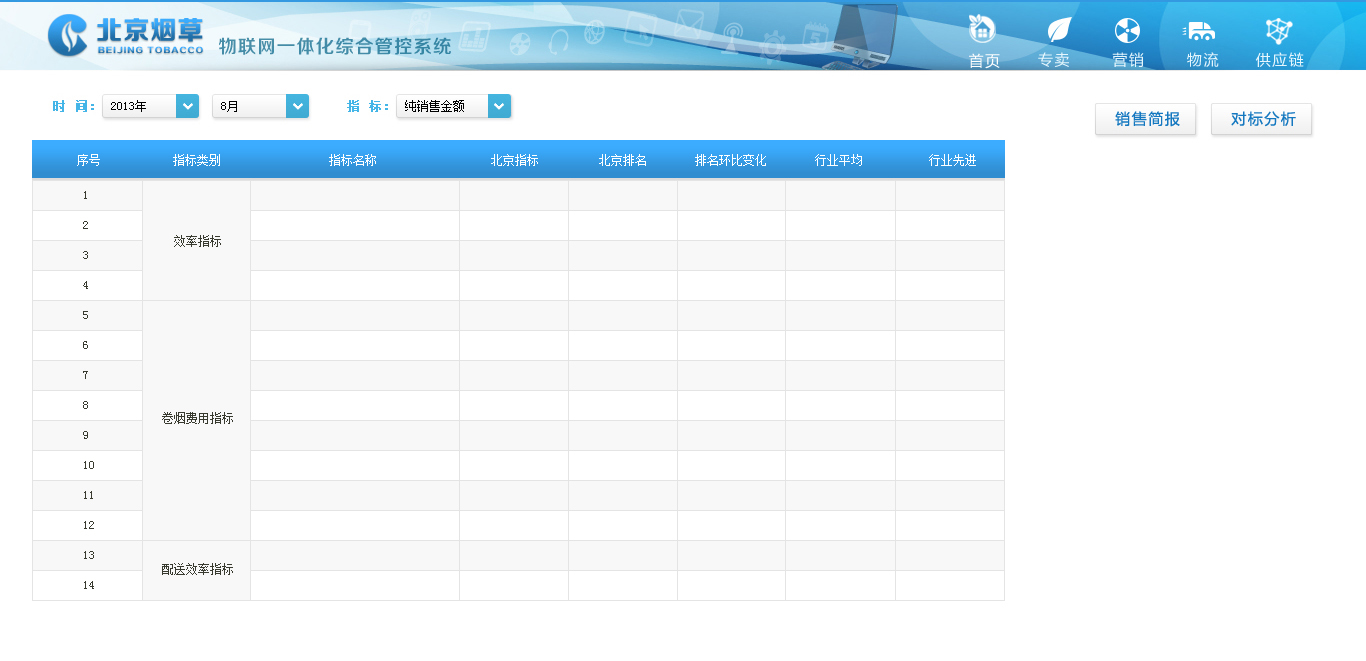 北京烟草
BEIJING TOBACCO
物联网一体化综合管控系统
首页 专卖 营销 物流 供应链
时 间： 2013年 8月 指 标： 纯销售金额
销售简报 对标分析
序号 指标类别 指标名称 北京指标 北京排名 排名环比变化 行业平均 行业先进
1
2
效率指标
3
4
5
6
7
8
卷烟费用指标
9
10
11
12
13
配送效率指标
14